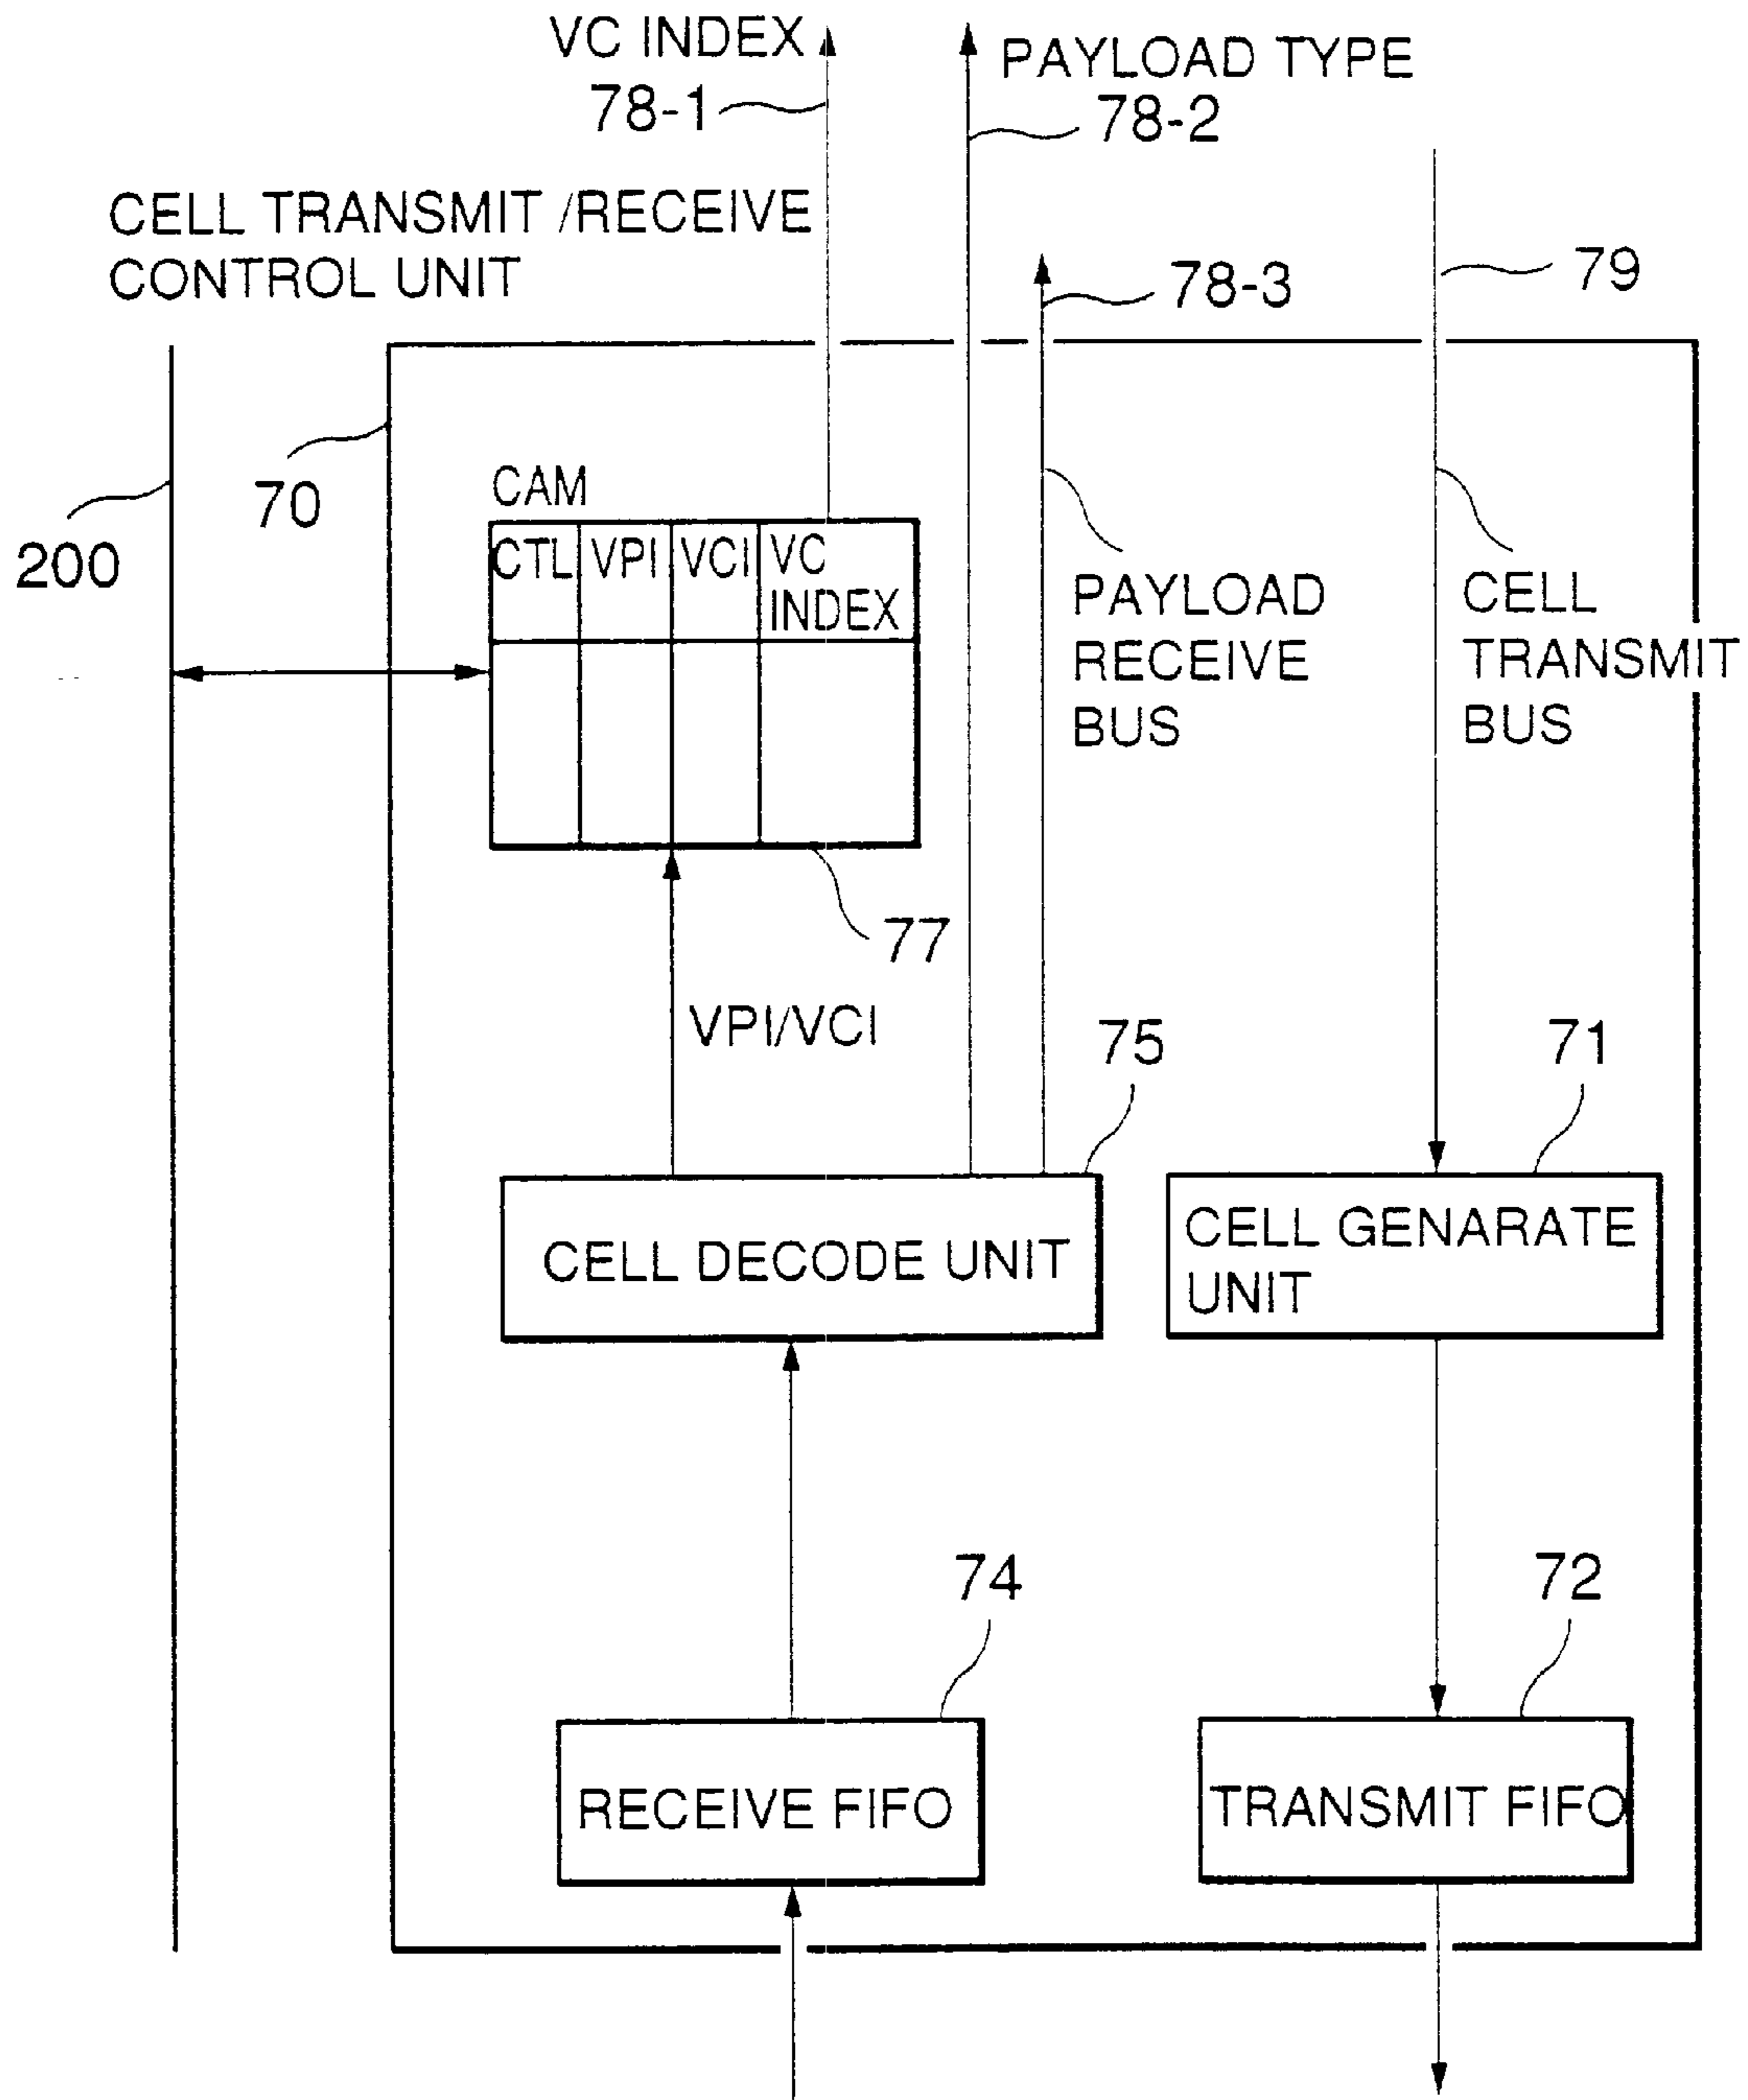 VC INDEX
78-1
PAYLOAD TYPE
78-2
CELL TRANSMIT /RECEIVE
CONTROL UNIT
78-3
79
70
200
CAM
CTL
VPI
VCI
VC
INDEX
PAYLOAD
RECEIVE
BUS
CELL
TRANSMIT
BUS
77
VPI/VCI
75
71
CELL DECODE UNIT
CELL GENARATE
UNIT
74
72
RECEIVE FIFO
TRANSMIT FIFO